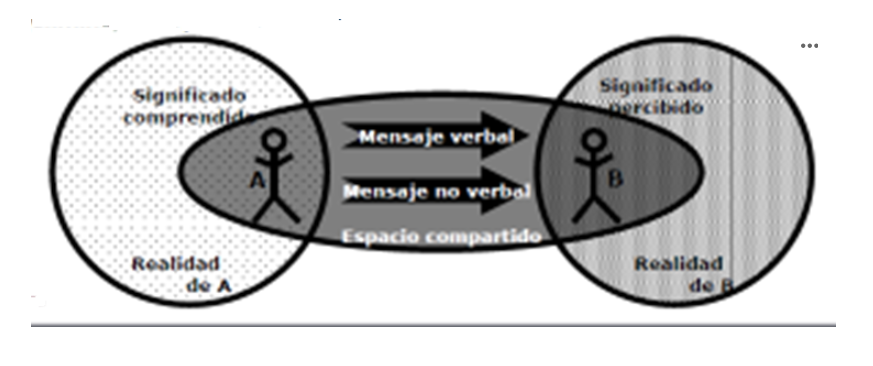 Significado
comprendido
Significado
percibido
Mensaje verbal
A
B
Mensaje no verbal
Espacio compartido
Realidad
de A
Realidad
de B